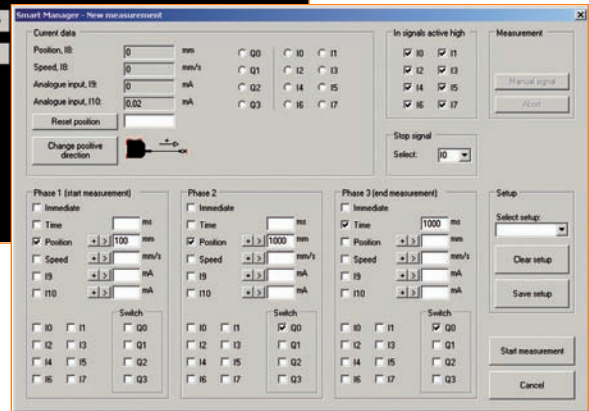 Smart Manager - New measurement
Current data
Position, I8: 0 mm
Speed, I8: 0 mm/s
Analogue input, I9: 0 mA
Analogue input, I10: 0,02 mA
Reset position
Change positive direction
Q0 I0 I1
Q1 I2 I3
Q2 I4 I5
Q3 I6 I7
In signals active high
I0 I1
I2 I3
I4 I5
I6 I7
Stop signal
Select: I0
Measurement
Manual signal
Abort
Phase 1 (start measurement)
Immediate
Time ms
Position + > 100 mm
Speed + > mm/s
I9 + > mA
I10 + > mA
Switch
I0 I1 Q0
I2 I3 Q1
I4 I5 Q2
I6 I7 Q3
Phase 2
Immediate
Time ms
Position + > 1000 mm
Speed + > mm/s
I9 + > mA
I10 + > mA
Switch
I0 I1 Q0
I2 I3 Q1
I4 I5 Q2
I6 I7 Q3
Phase 3 (end measurement)
Immediate
Time 1000 ms
Position + > mm
Speed + > mm/s
I9 + > mA
I10 + > mA
Switch
I0 I1 Q0
I2 I3 Q1
I4 I5 Q2
I6 I7 Q3
Setup
Select setup:
Clear setup
Save setup
Start measurement
Cancel